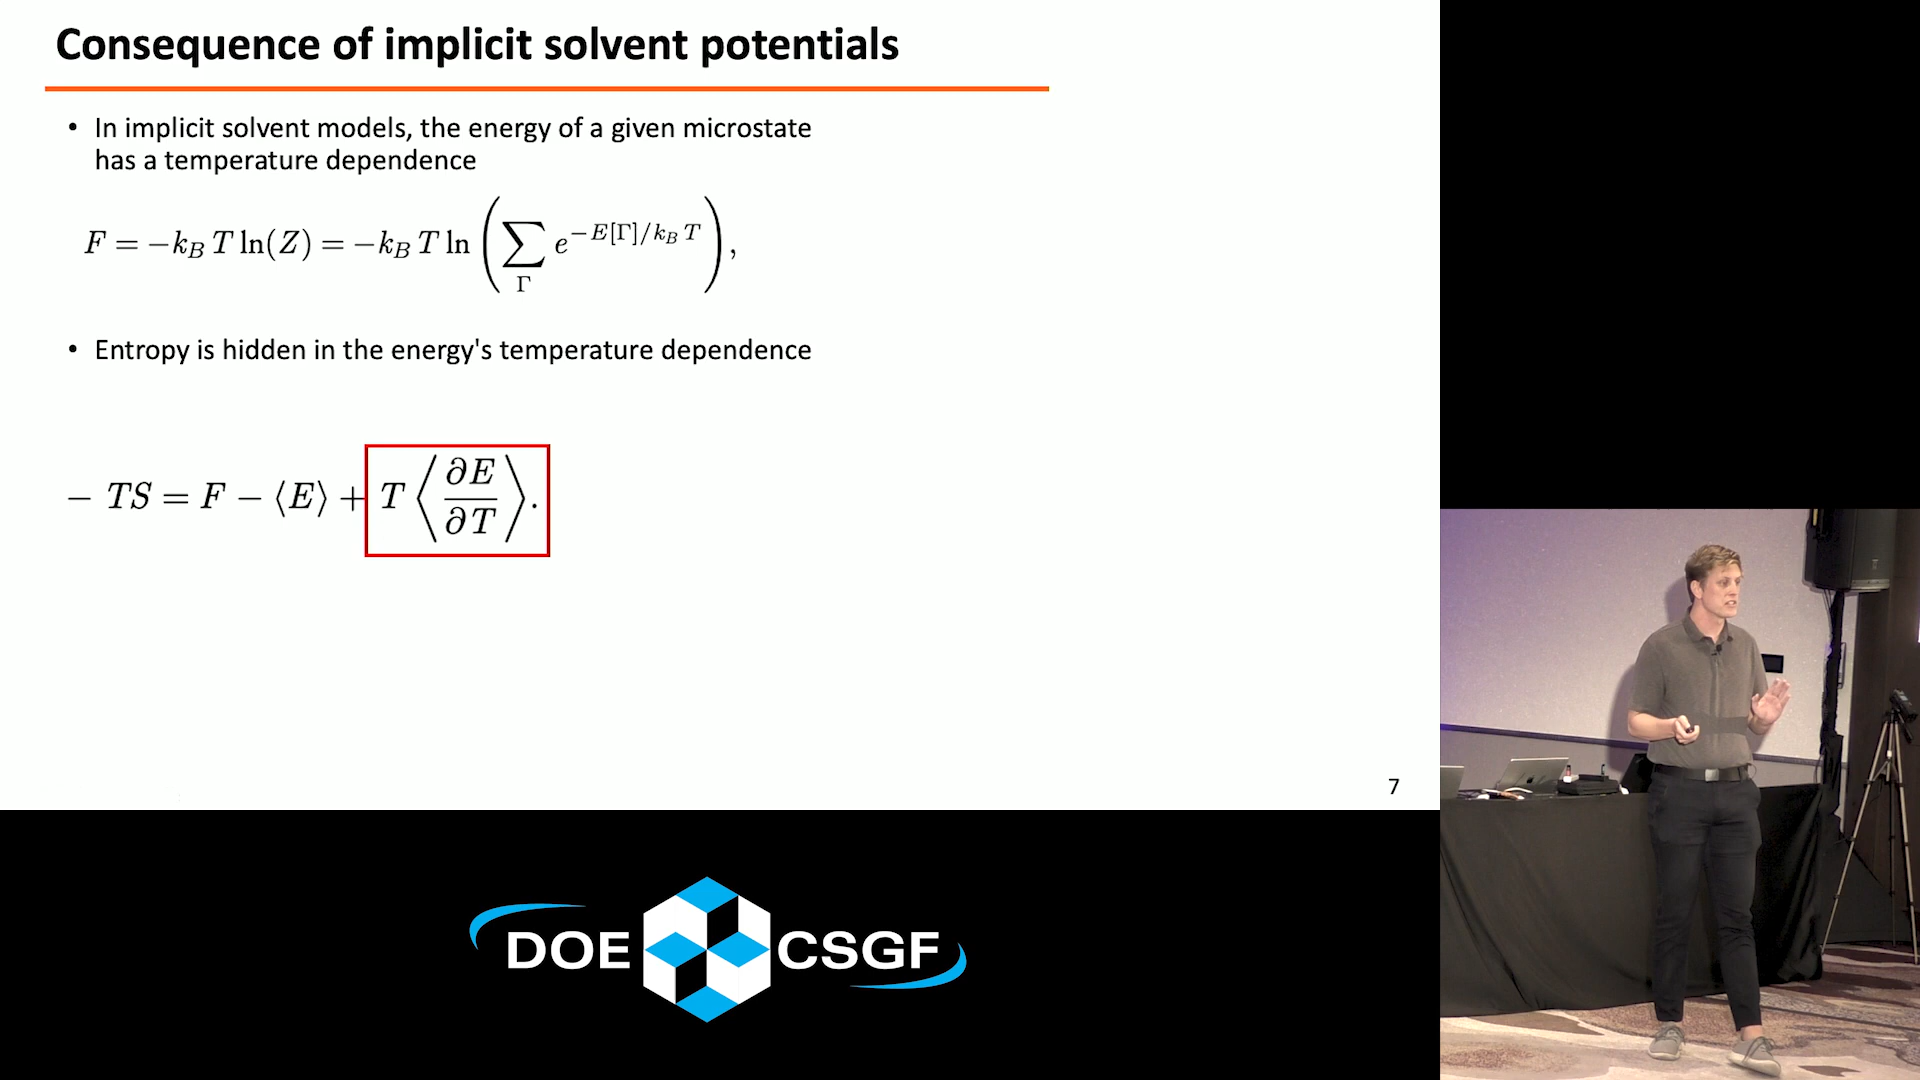 Consequence of implicit solvent potentials
• In implicit solvent models, the energy of a given microstate
has a temperature dependence
F = −k_B T ln(Z) = −k_B T ln ( ∑_Γ e^{−E[Γ]/k_B T} ),
• Entropy is hidden in the energy's temperature dependence
− TS = F − ⟨E⟩ + T ⟨ ∂E/∂T ⟩.
7
DOE CSGF